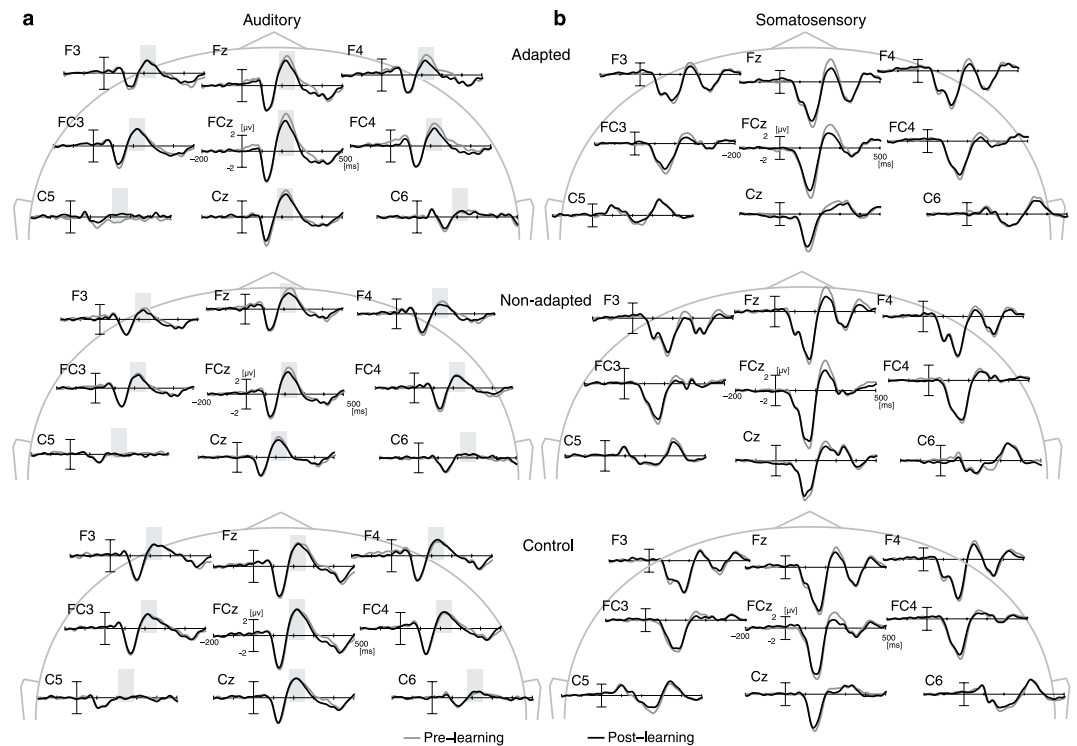 a Auditory
b Somatosensory
Adapted
F3 Fz F4
FC3 FCz FC4
2 [μv]
-2
-200 500
[ms]
C5 Cz C6
F3 Fz F4
FC3 FCz FC4
2 [μv]
-2
-200 500
[ms]
C5 Cz C6
Non-adapted
F3 Fz F4
FC3 FCz FC4
2 [μv]
-2
-200 500
[ms]
C5 Cz C6
F3 Fz F4
FC3 FCz FC4
2 [μv]
-2
-200 500
[ms]
C5 Cz C6
Control
F3 Fz F4
FC3 FCz FC4
2 [μv]
-2
-200 500
[ms]
C5 Cz C6
F3 Fz F4
FC3 FCz FC4
2 [μv]
-2
-200 500
[ms]
C5 Cz C6
Pre-learning Post-learning